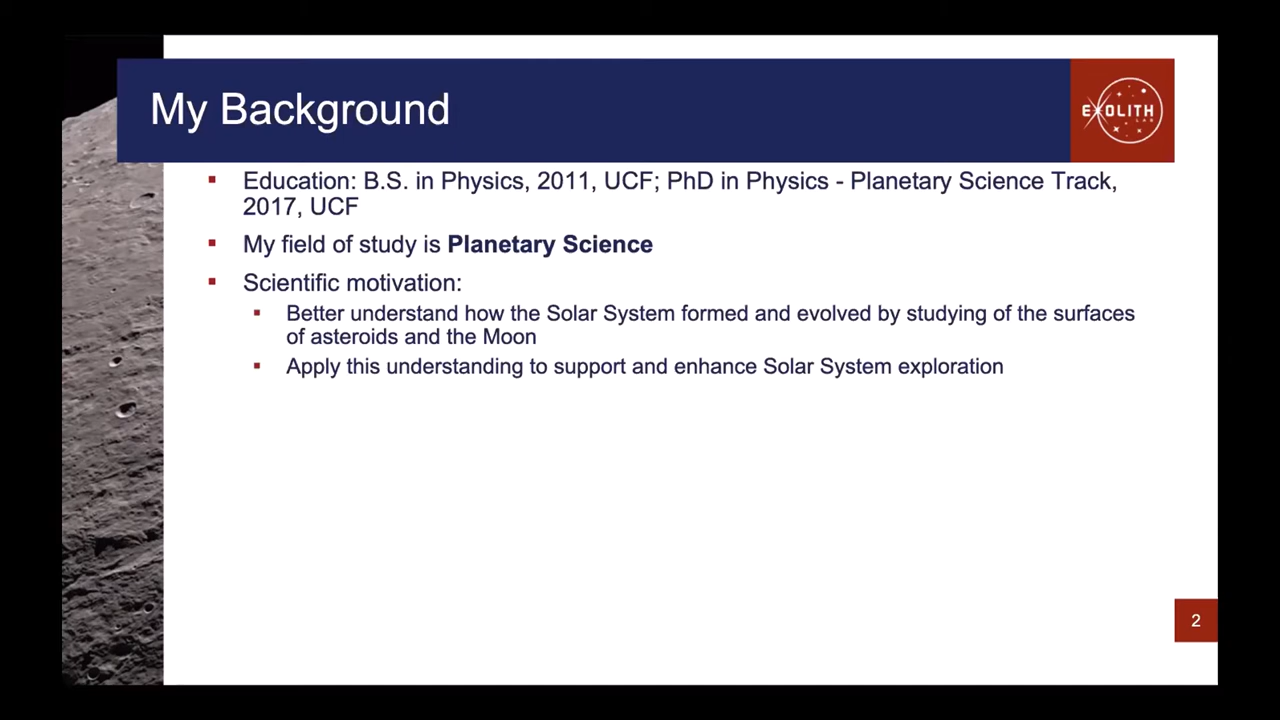 My Background
EXOLITH
LAB
Education: B.S. in Physics, 2011, UCF; PhD in Physics - Planetary Science Track,
2017, UCF
My field of study is Planetary Science
Scientific motivation:
Better understand how the Solar System formed and evolved by studying of the surfaces
of asteroids and the Moon
Apply this understanding to support and enhance Solar System exploration
2